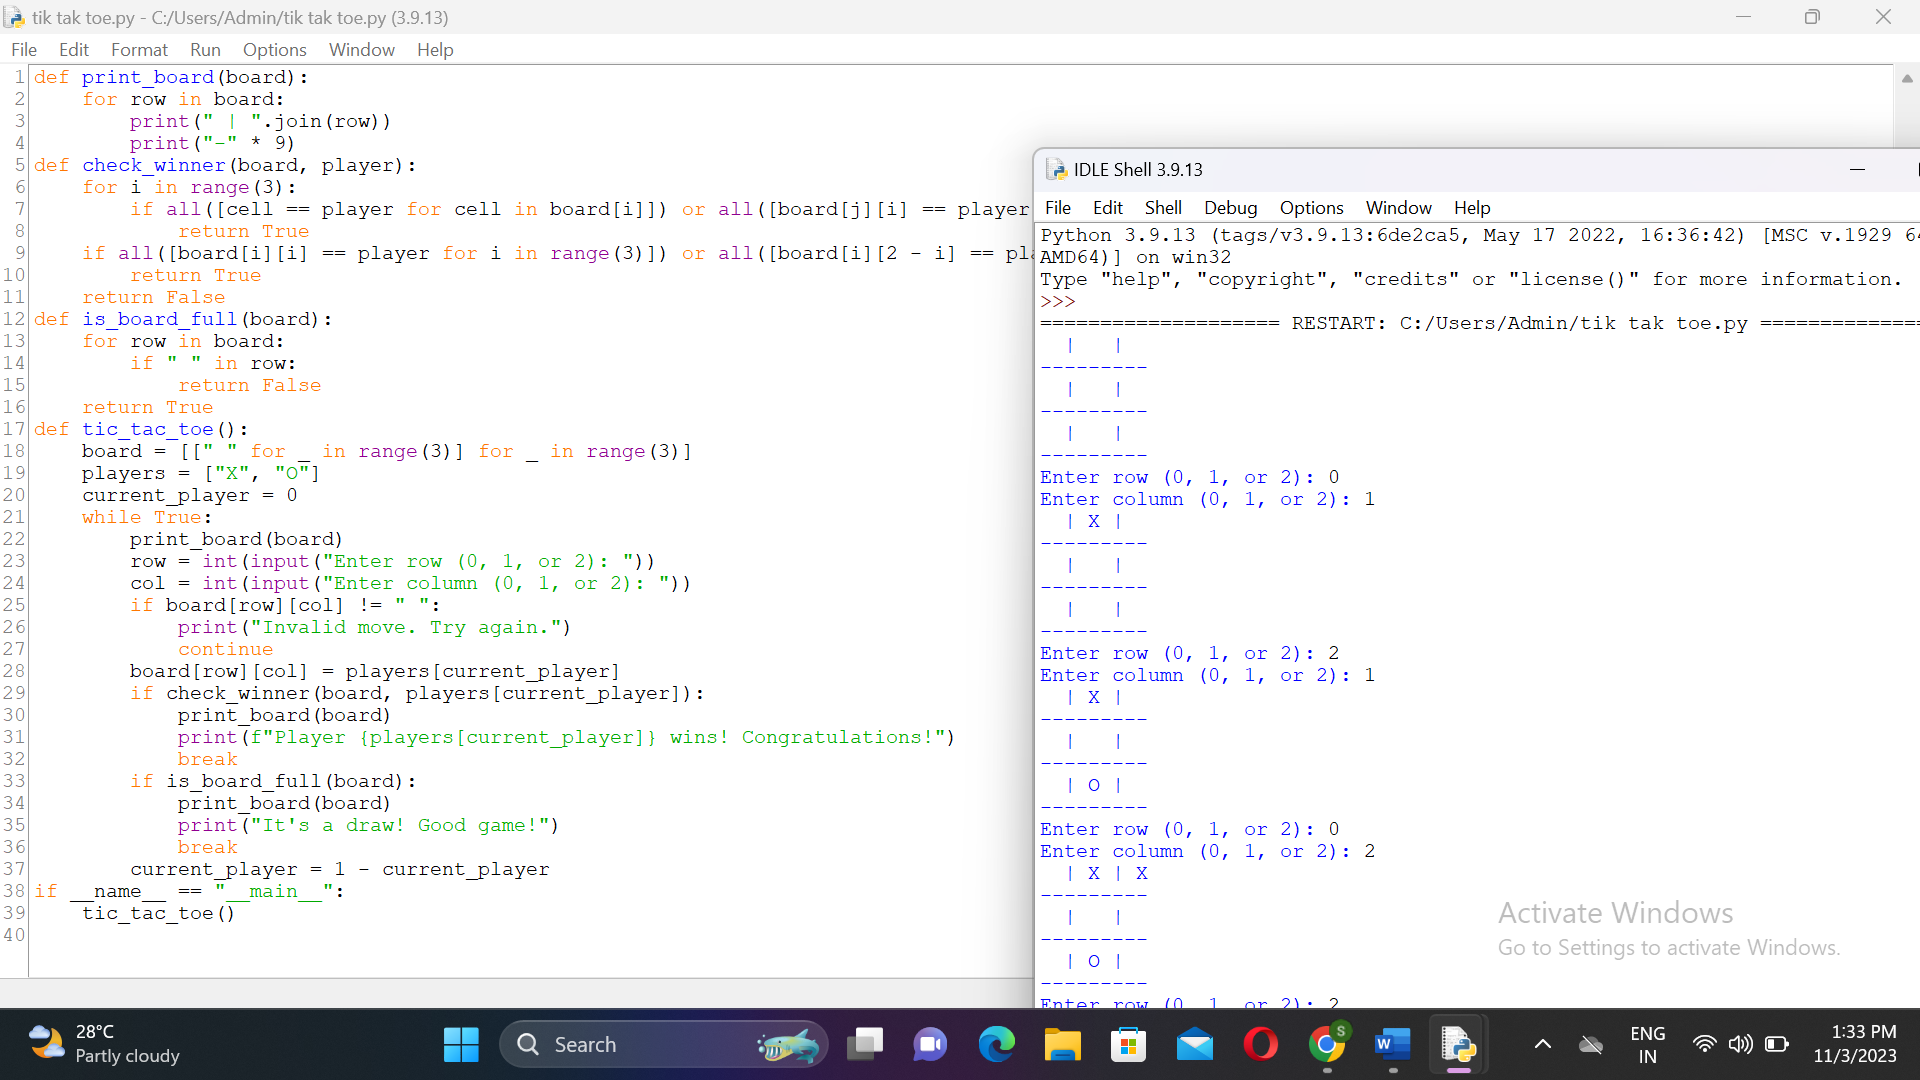 tik tak toe.py - C:/Users/Admin/tik tak toe.py (3.9.13)
File Edit Format Run Options Window Help
1 def print_board(board):
2     for row in board:
3         print(" | ".join(row))
4         print("-" * 9)
5 def check_winner(board, player):
6     for i in range(3):
7         if all([cell == player for cell in board[i]]) or all([board[j][i] == player
8             return True
9     if all([board[i][i] == player for i in range(3)]) or all([board[i][2 - i] == pla
10         return True
11     return False
12 def is_board_full(board):
13     for row in board:
14         if " " in row:
15             return False
16     return True
17 def tic_tac_toe():
18     board = [[" " for _ in range(3)] for _ in range(3)]
19     players = ["X", "O"]
20     current_player = 0
21     while True:
22         print_board(board)
23         row = int(input("Enter row (0, 1, or 2): "))
24         col = int(input("Enter column (0, 1, or 2): "))
25         if board[row][col] != " ":
26             print("Invalid move. Try again.")
27             continue
28         board[row][col] = players[current_player]
29         if check_winner(board, players[current_player]):
30             print_board(board)
31             print(f"Player {players[current_player]} wins! Congratulations!")
32             break
33         if is_board_full(board):
34             print_board(board)
35             print("It's a draw! Good game!")
36             break
37         current_player = 1 - current_player
38 if __name__ == "__main__":
39     tic_tac_toe()
40
IDLE Shell 3.9.13
File Edit Shell Debug Options Window Help
Python 3.9.13 (tags/v3.9.13:6de2ca5, May 17 2022, 16:36:42) [MSC v.1929 64
AMD64)] on win32
Type "help", "copyright", "credits" or "license()" for more information.
>>>
==================== RESTART: C:/Users/Admin/tik tak toe.py ==============
  |   |
---------
  |   |
---------
  |   |
---------
Enter row (0, 1, or 2): 0
Enter column (0, 1, or 2): 1
  | X |
---------
  |   |
---------
  |   |
---------
Enter row (0, 1, or 2): 2
Enter column (0, 1, or 2): 1
  | X |
---------
  |   |
---------
  | O |
---------
Enter row (0, 1, or 2): 0
Enter column (0, 1, or 2): 2
  | X | X
---------
  |   |
---------
  | O |
---------
Enter row (0, 1, or 2): 2
Activate Windows
Go to Settings to activate Windows.
28°C
Partly cloudy
Search
S
W
ENG
IN
1:33 PM
11/3/2023